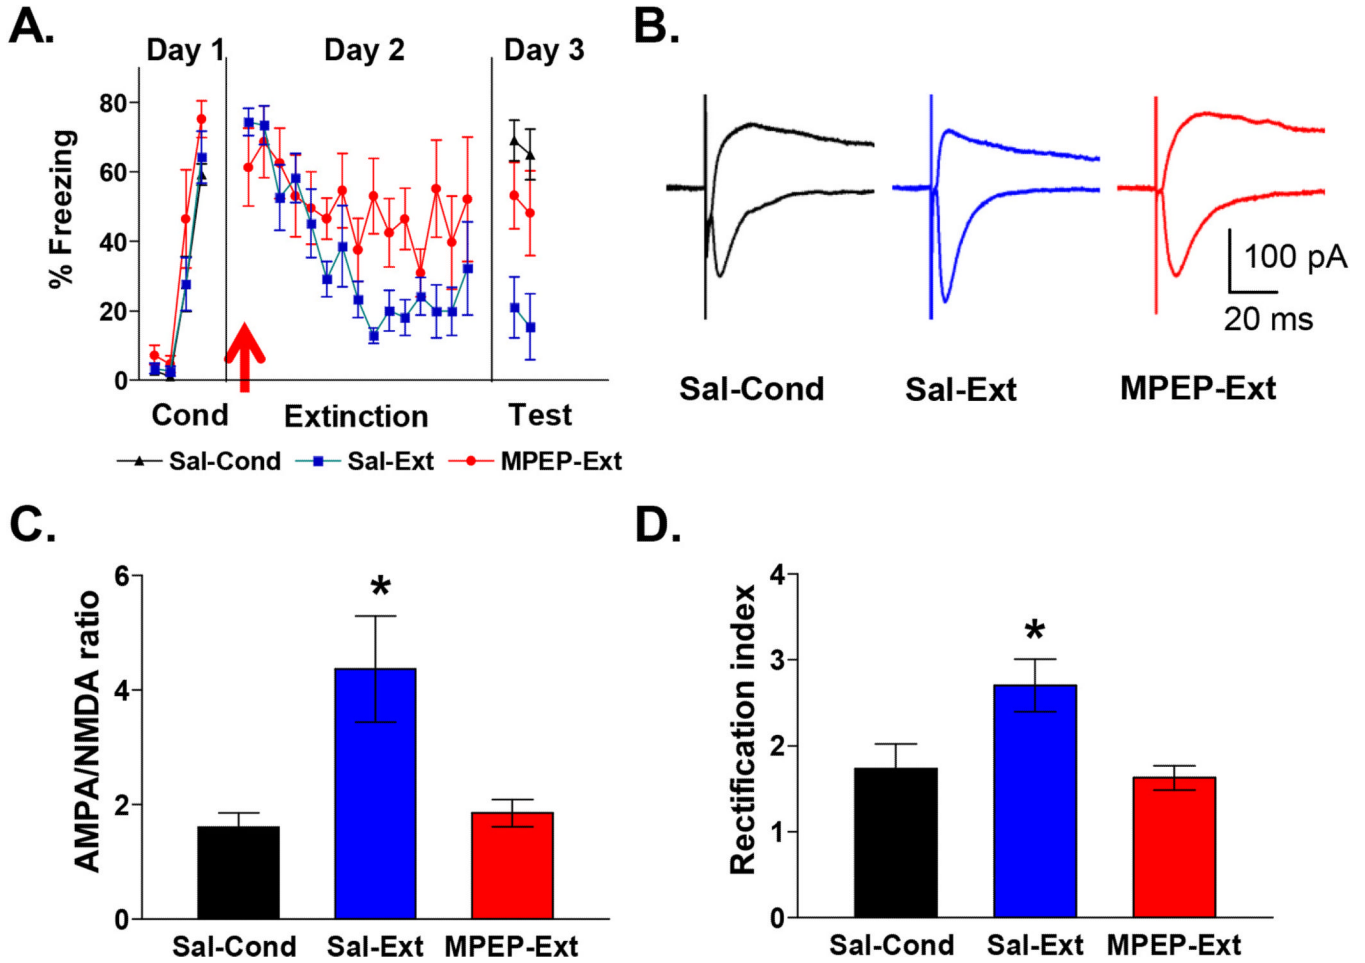 A.
Day 1 Day 2 Day 3
% Freezing
80
60
40
20
0
Cond Extinction Test
Sal-Cond Sal-Ext MPEP-Ext
B.
100 pA
20 ms
Sal-Cond Sal-Ext MPEP-Ext
C.
AMPA/NMDA ratio
6
4
2
0
*
Sal-Cond Sal-Ext MPEP-Ext
D.
Rectification index
4
3
2
1
0
*
Sal-Cond Sal-Ext MPEP-Ext